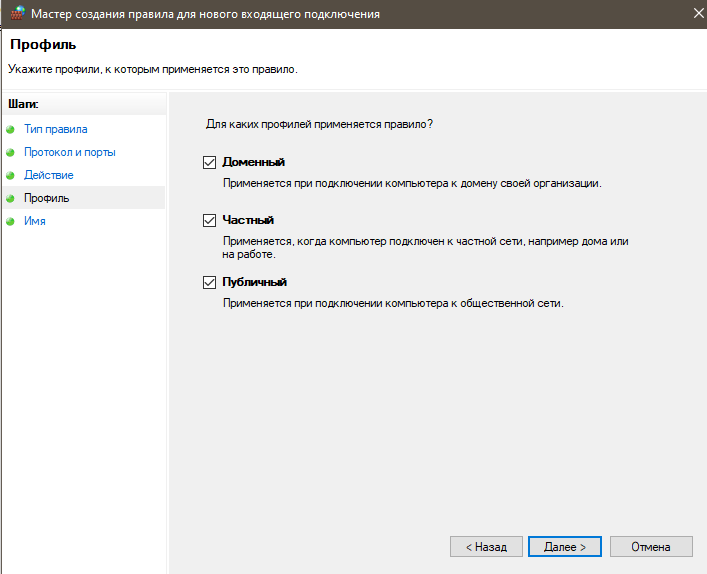 Мастер создания правила для нового входящего подключения
Профиль
Укажите профили, к которым применяется это правило.
Шаги:
Тип правила
Протокол и порты
Действие
Профиль
Имя
Для каких профилей применяется правило?
Доменный
Применяется при подключении компьютера к домену своей организации.
Частный
Применяется, когда компьютер подключен к частной сети, например дома или
на работе.
Публичный
Применяется при подключении компьютера к общественной сети.
< Назад
Далее >
Отмена